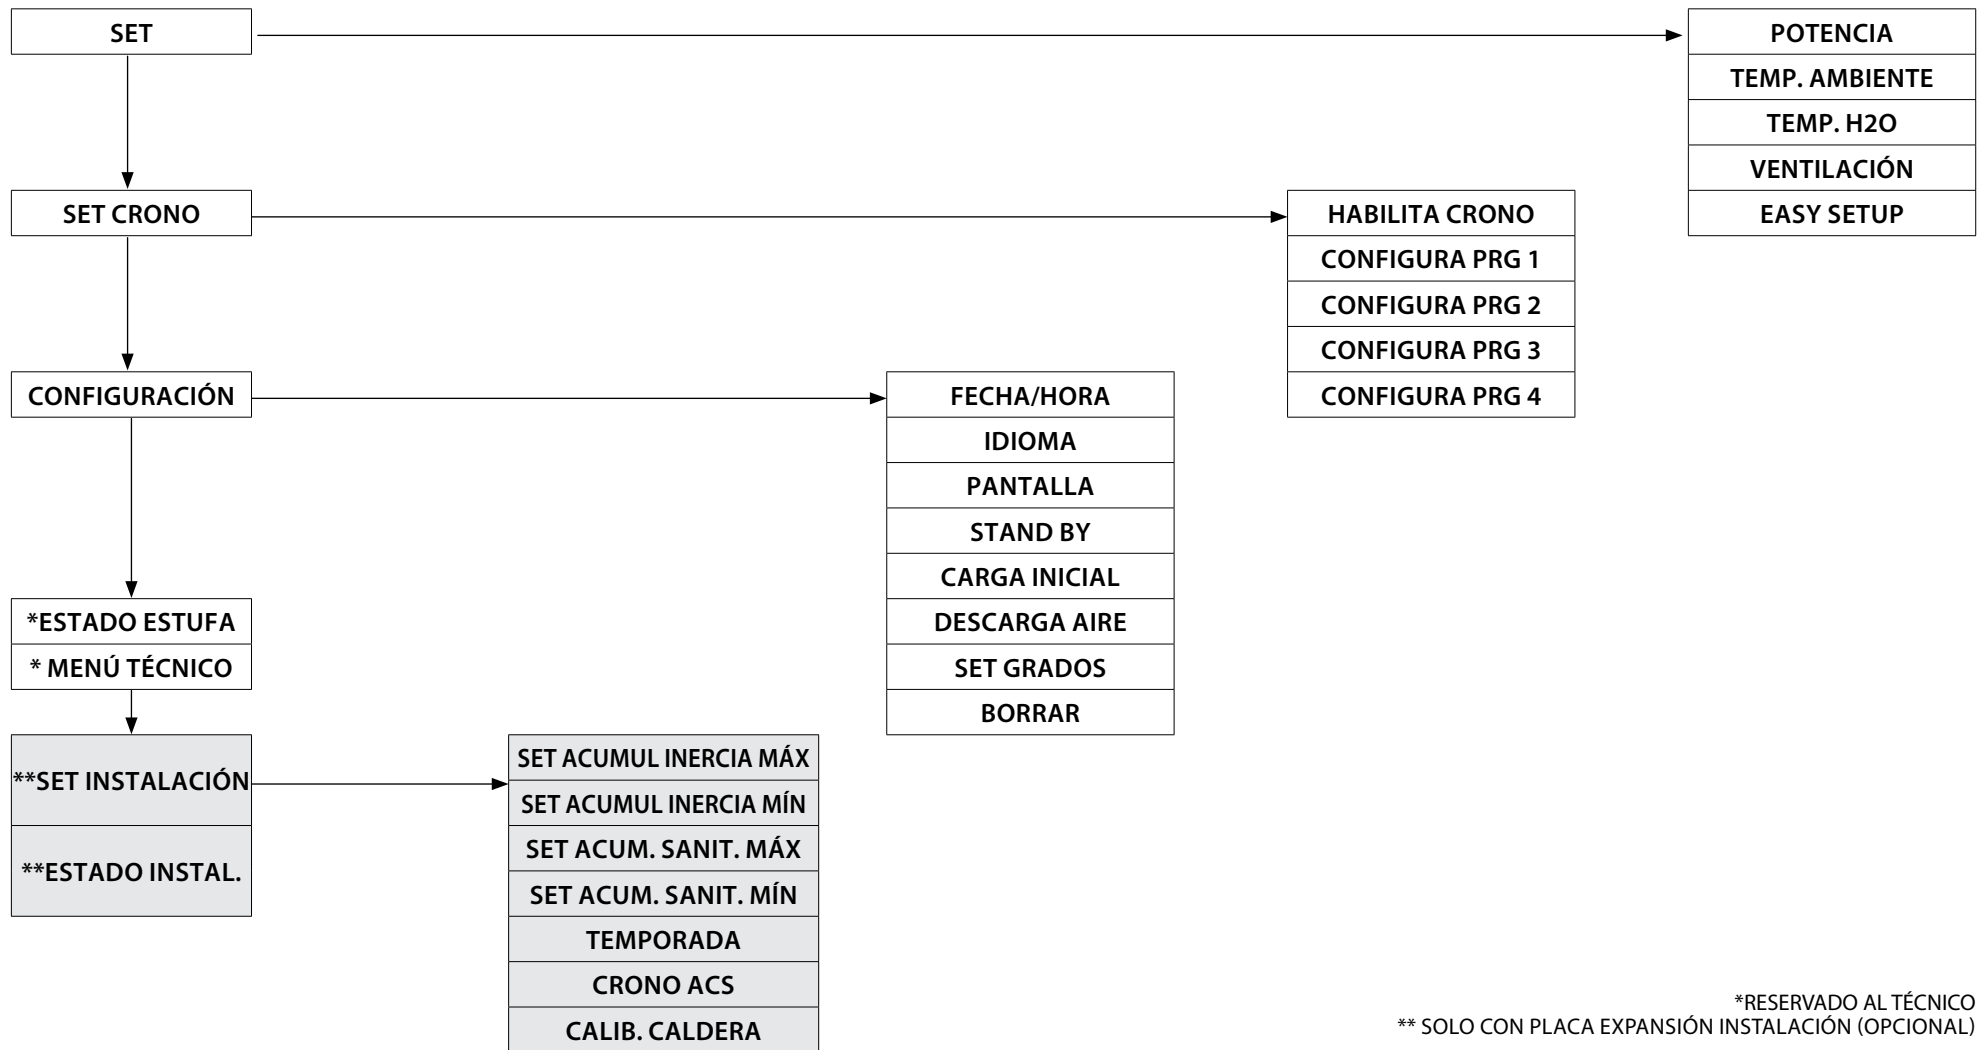 SET
POTENCIA
TEMP. AMBIENTE
TEMP. H2O
VENTILACIÓN
EASY SETUP
SET CRONO
HABILITA CRONO
CONFIGURA PRG 1
CONFIGURA PRG 2
CONFIGURA PRG 3
CONFIGURA PRG 4
CONFIGURACIÓN
FECHA/HORA
IDIOMA
PANTALLA
STAND BY
CARGA INICIAL
DESCARGA AIRE
SET GRADOS
BORRAR
*ESTADO ESTUFA
* MENÚ TÉCNICO
**SET INSTALACIÓN
**ESTADO INSTAL.
SET ACUMUL INERCIA MÁX
SET ACUMUL INERCIA MÍN
SET ACUM. SANIT. MÁX
SET ACUM. SANIT. MÍN
TEMPORADA
CRONO ACS
CALIB. CALDERA
*RESERVADO AL TÉCNICO
** SOLO CON PLACA EXPANSIÓN INSTALACIÓN (OPCIONAL)